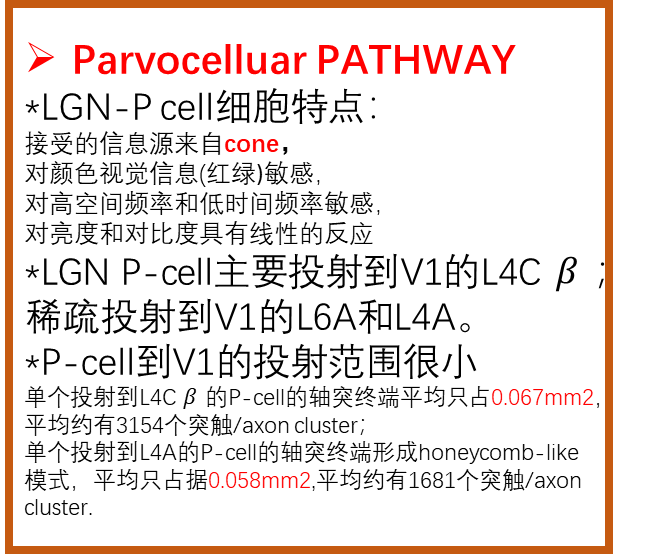 ➢ Parvocelluar PATHWAY
*LGN-P cell细胞特点：
接受的信息源来自cone，
对颜色视觉信息(红绿)敏感，
对高空间频率和低时间频率敏感，
对亮度和对比度具有线性的反应
*LGN P-cell主要投射到V1的L4C β；
稀疏投射到V1的L6A和L4A。
*P-cell到V1的投射范围很小
单个投射到L4C β 的P-cell的轴突终端平均只占0.067mm2，
平均约有3154个突触/axon cluster；
单个投射到L4A的P-cell的轴突终端形成honeycomb-like
模式，平均只占据0.058mm2,平均约有1681个突触/axon
cluster.